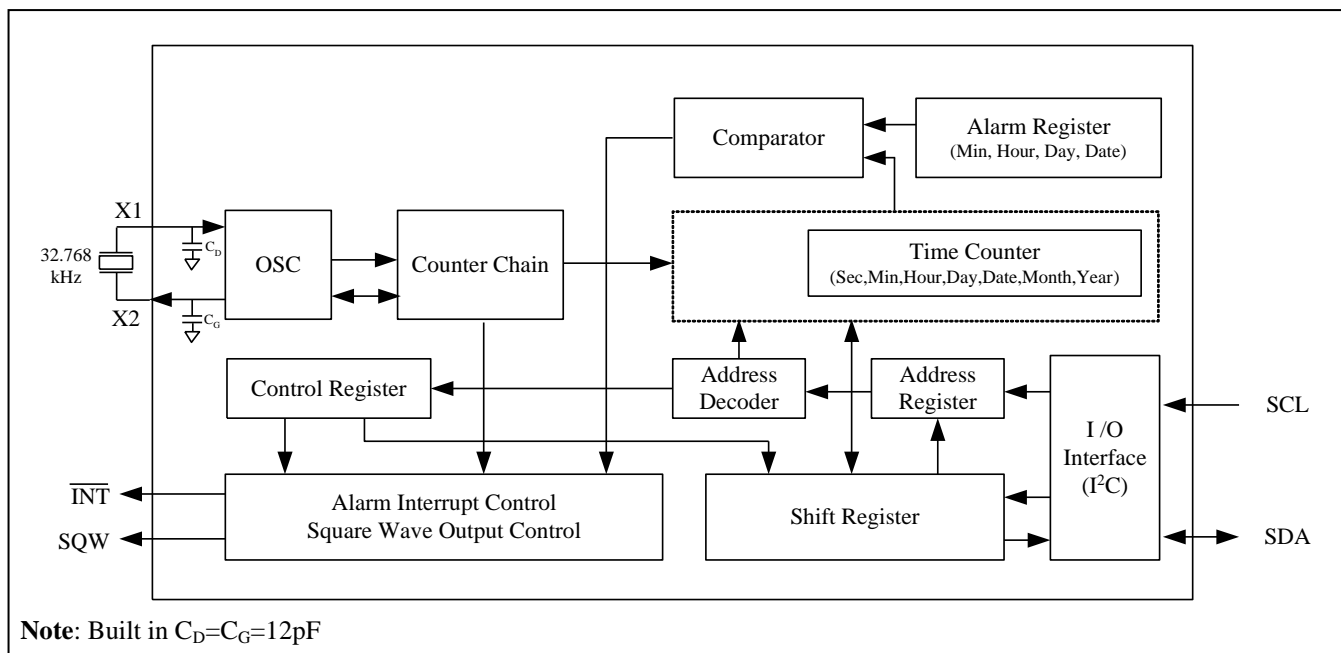 Comparator
Alarm Register
(Min, Hour, Day, Date)
X1
32.768
kHz
X2
C_D
C_G
OSC
Counter Chain
Time Counter
(Sec,Min,Hour,Day,Date,Month,Year)
Control Register
Address
Decoder
Address
Register
I /O
Interface
(I²C)
SCL
SDA
INT
SQW
Alarm Interrupt Control
Square Wave Output Control
Shift Register
Note: Built in C_D=C_G=12pF